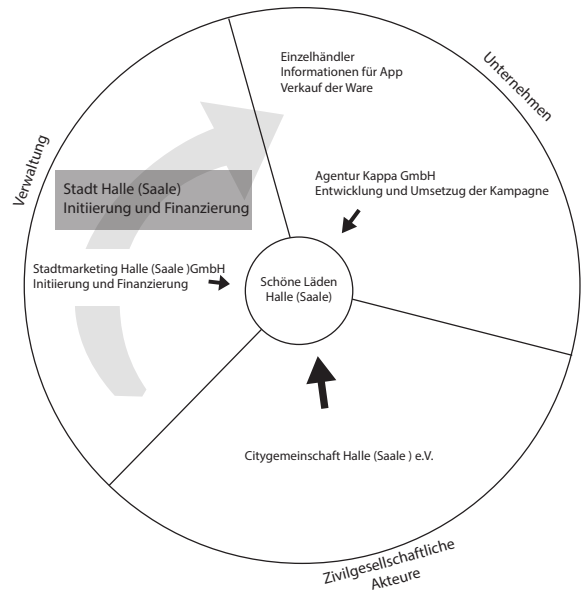 Einzelhändler
Informationen für App
Verkauf der Ware
Unternehmen
Verwaltung
Stadt Halle (Saale)
Initiierung und Finanzierung
Agentur Kappa GmbH
Entwicklung und Umsetzug der Kampagne
Stadtmarketing Halle (Saale )GmbH
Initiierung und Finanzierung
Schöne Läden
Halle (Saale)
Citygemeinschaft Halle (Saale ) e.V.
Zivilgesellschaftliche
Akteure